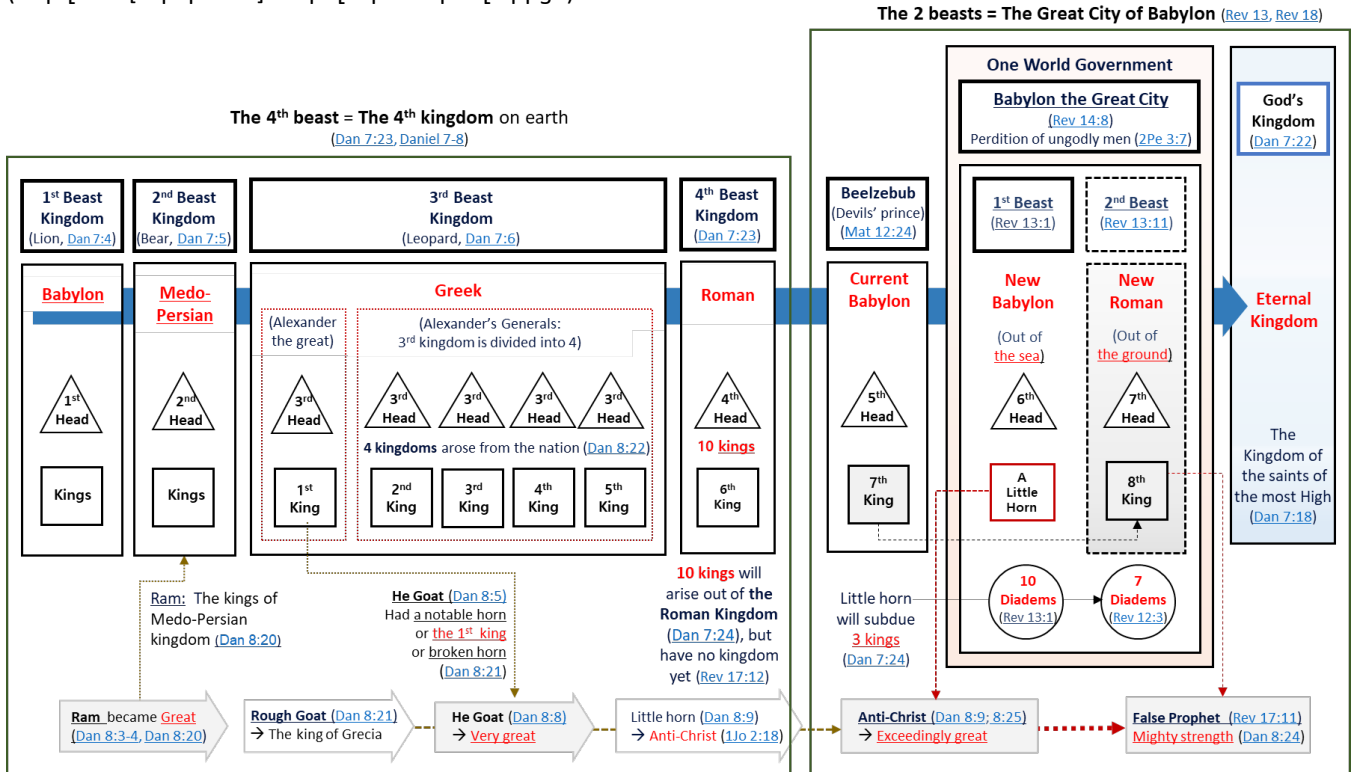 The 2 beasts = The Great City of Babylon (Rev 13, Rev 18)
The 4th beast = The 4th kingdom on earth
(Dan 7:23, Daniel 7-8)
1st Beast
Kingdom
(Lion, Dan 7:4)
2nd Beast
Kingdom
(Bear, Dan 7:5)
3rd Beast
Kingdom
(Leopard, Dan 7:6)
4th Beast
Kingdom
(Dan 7:23)
Babylon
Medo-
Persian
Greek
Roman
(Alexander
the great)
(Alexander's Generals:
3rd kingdom is divided into 4)
1st
Head
2nd
Head
3rd
Head
3rd
Head
3rd
Head
3rd
Head
3rd
Head
4th
Head
4 kingdoms arose from the nation (Dan 8:22)
10 kings
Kings
Kings
1st
King
2nd
King
3rd
King
4th
King
5th
King
6th
King
Ram: The kings of
Medo-Persian
kingdom (Dan 8:20)
He Goat (Dan 8:5)
Had a notable horn
or the 1st king
or broken horn
(Dan 8:21)
10 kings will
arise out of the
Roman Kingdom
(Dan 7:24), but
have no kingdom
yet (Rev 17:12)
One World Government
Babylon the Great City
(Rev 14:8)
Perdition of ungodly men (2Pe 3:7)
God's
Kingdom
(Dan 7:22)
Beelzebub
(Devils' prince)
(Mat 12:24)
1st Beast
(Rev 13:1)
2nd Beast
(Rev 13:11)
Current
Babylon
New
Babylon
New
Roman
Eternal
Kingdom
(Out of
the sea)
(Out of
the ground)
5th
Head
6th
Head
7th
Head
7th
King
A
Little
Horn
8th
King
The
Kingdom of
the saints of
the most High
(Dan 7:18)
Little horn
will subdue
3 kings
(Dan 7:24)
10
Diadems
(Rev 13:1)
7
Diadems
(Rev 12:3)
Ram became Great
(Dan 8:3-4, Dan 8:20)
Rough Goat (Dan 8:21)
→ The king of Grecia
He Goat (Dan 8:8)
→ Very great
Little horn (Dan 8:9)
→ Anti-Christ (1Jo 2:18)
Anti-Christ (Dan 8:9; 8:25)
→ Exceedingly great
False Prophet (Rev 17:11)
Mighty strength (Dan 8:24)